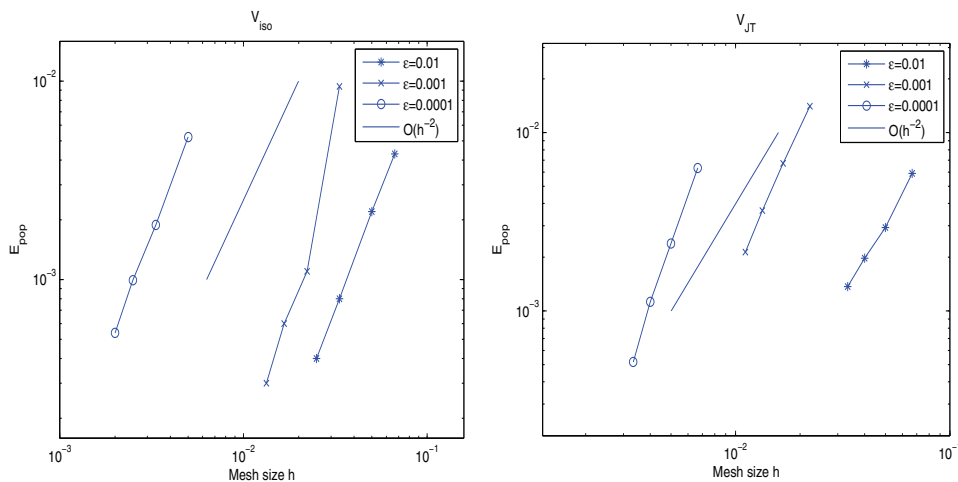 V_iso
10^-2
10^-3
E_pop
ε=0.01
ε=0.001
ε=0.0001
O(h^-2)
10^-3
10^-2
10^-1
Mesh size h
V_JT
10^-2
10^-3
E_pop
ε=0.01
ε=0.001
ε=0.0001
O(h^-2)
10^-2
10^-
Mesh size h